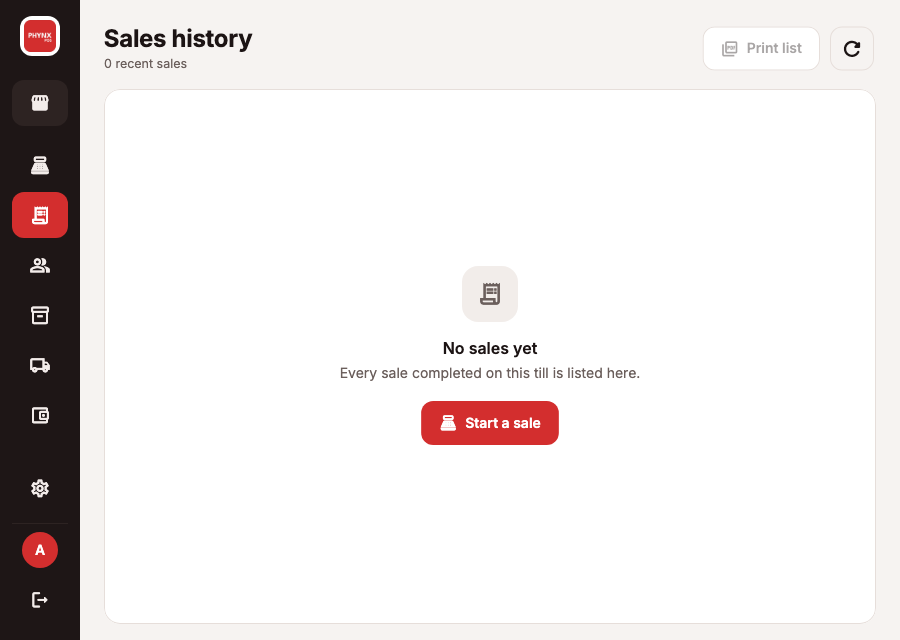 PHYNX
POS
Sales history
0 recent sales
Print list
No sales yet
Every sale completed on this till is listed here.
Start a sale
A